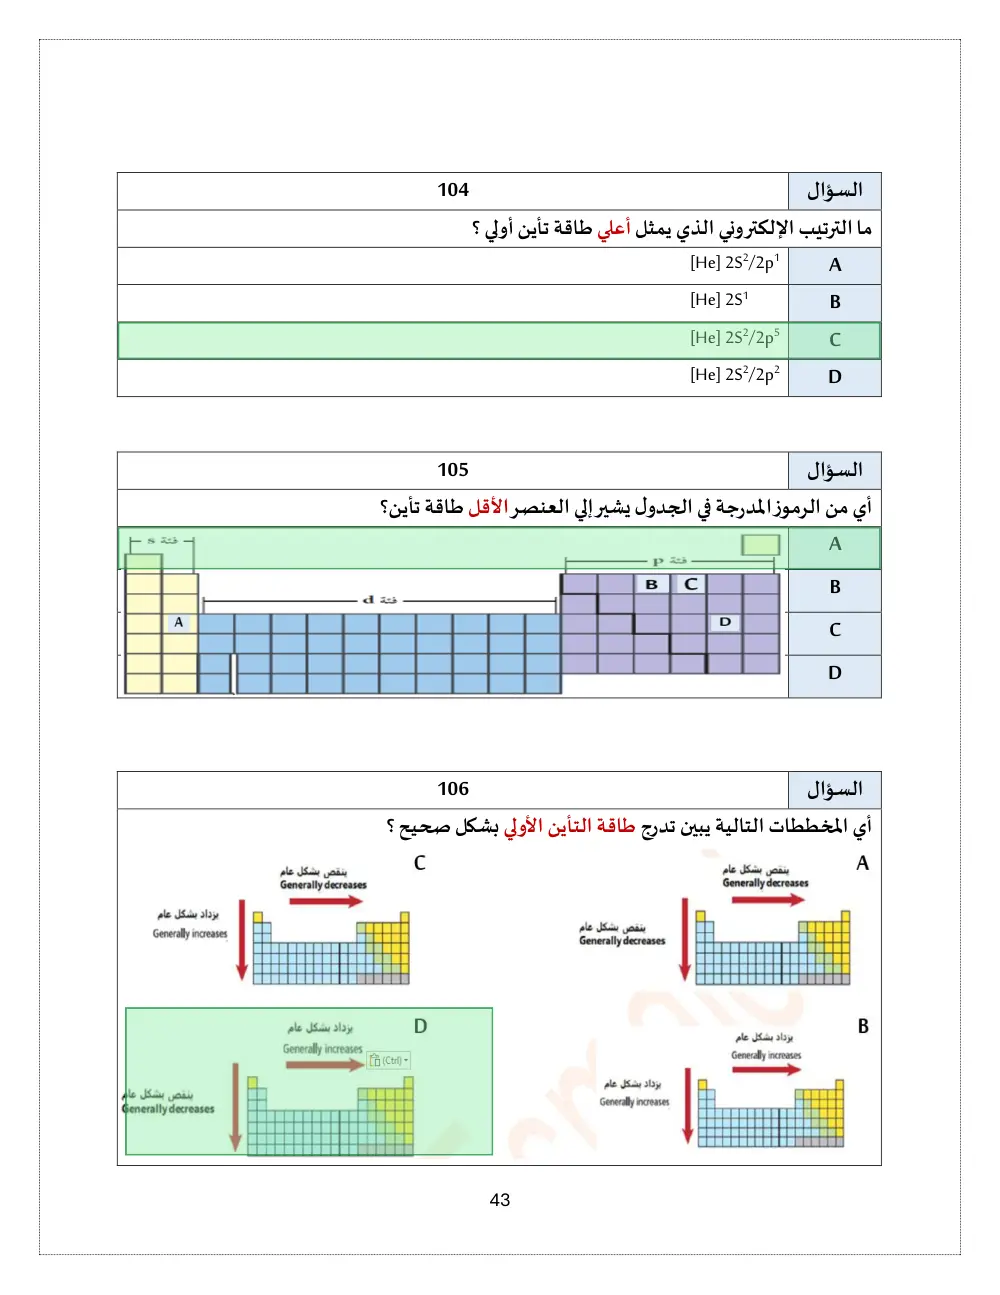 السؤال 104
ما الترتيب الإلكتروني الذي يمثل أعلي طاقة تأين أولي ؟
A [He] 2S²/2p¹
B [He] 2S¹
C [He] 2S²/2p⁵
D [He] 2S²/2p²
السؤال 105
أي من الرموز المدرجة في الجدول يشير إلي العنصر الأقل طاقة تأين؟
A
B
C
D
فئة s
فئة p
فئة d
B C
A
D
السؤال 106
أي المخططات التالية يبين تدرج طاقة التأين الأولي بشكل صحيح ؟
A
ينقص بشكل عام
Generally decreases
ينقص بشكل عام
Generally decreases
C
ينقص بشكل عام
Generally decreases
يزداد بشكل عام
Generally increases
B
يزداد بشكل عام
Generally increases
يزداد بشكل عام
Generally increases
D
يزداد بشكل عام
Generally increases
(Ctrl)
ينقص بشكل عام
Generally decreases
43